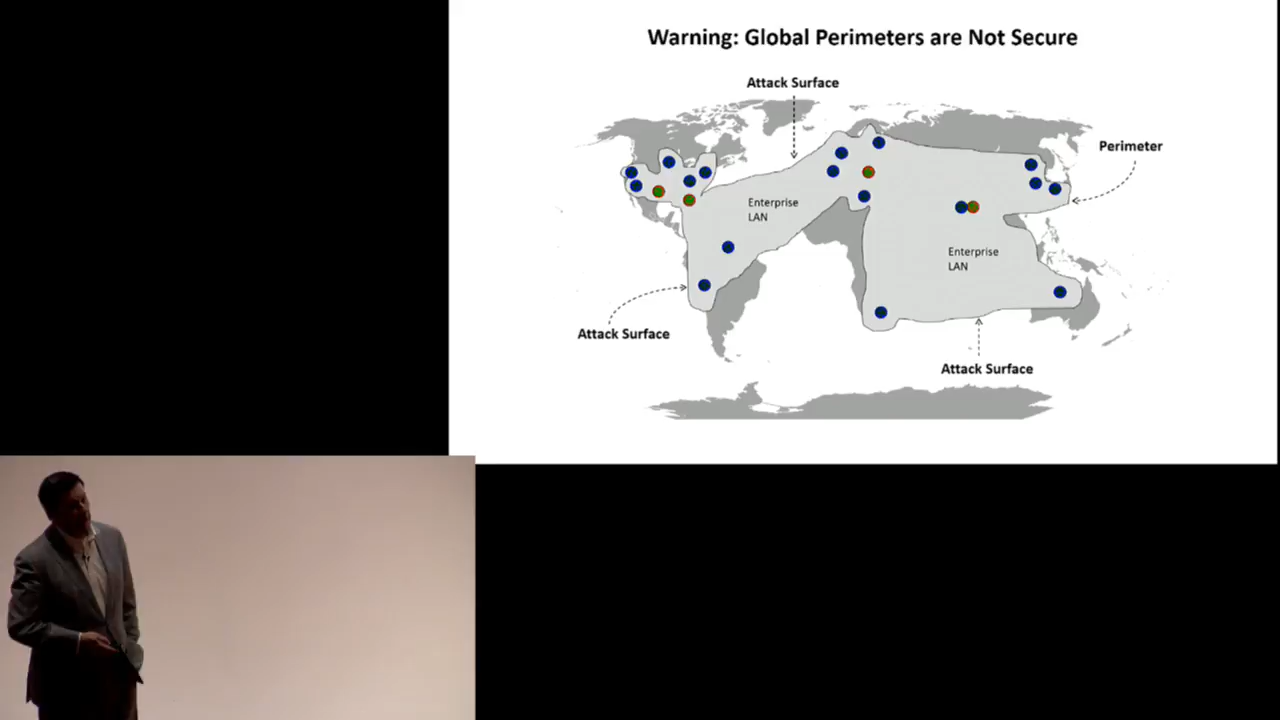 Warning: Global Perimeters are Not Secure
Attack Surface
Perimeter
Enterprise
LAN
Enterprise
LAN
Attack Surface
Attack Surface